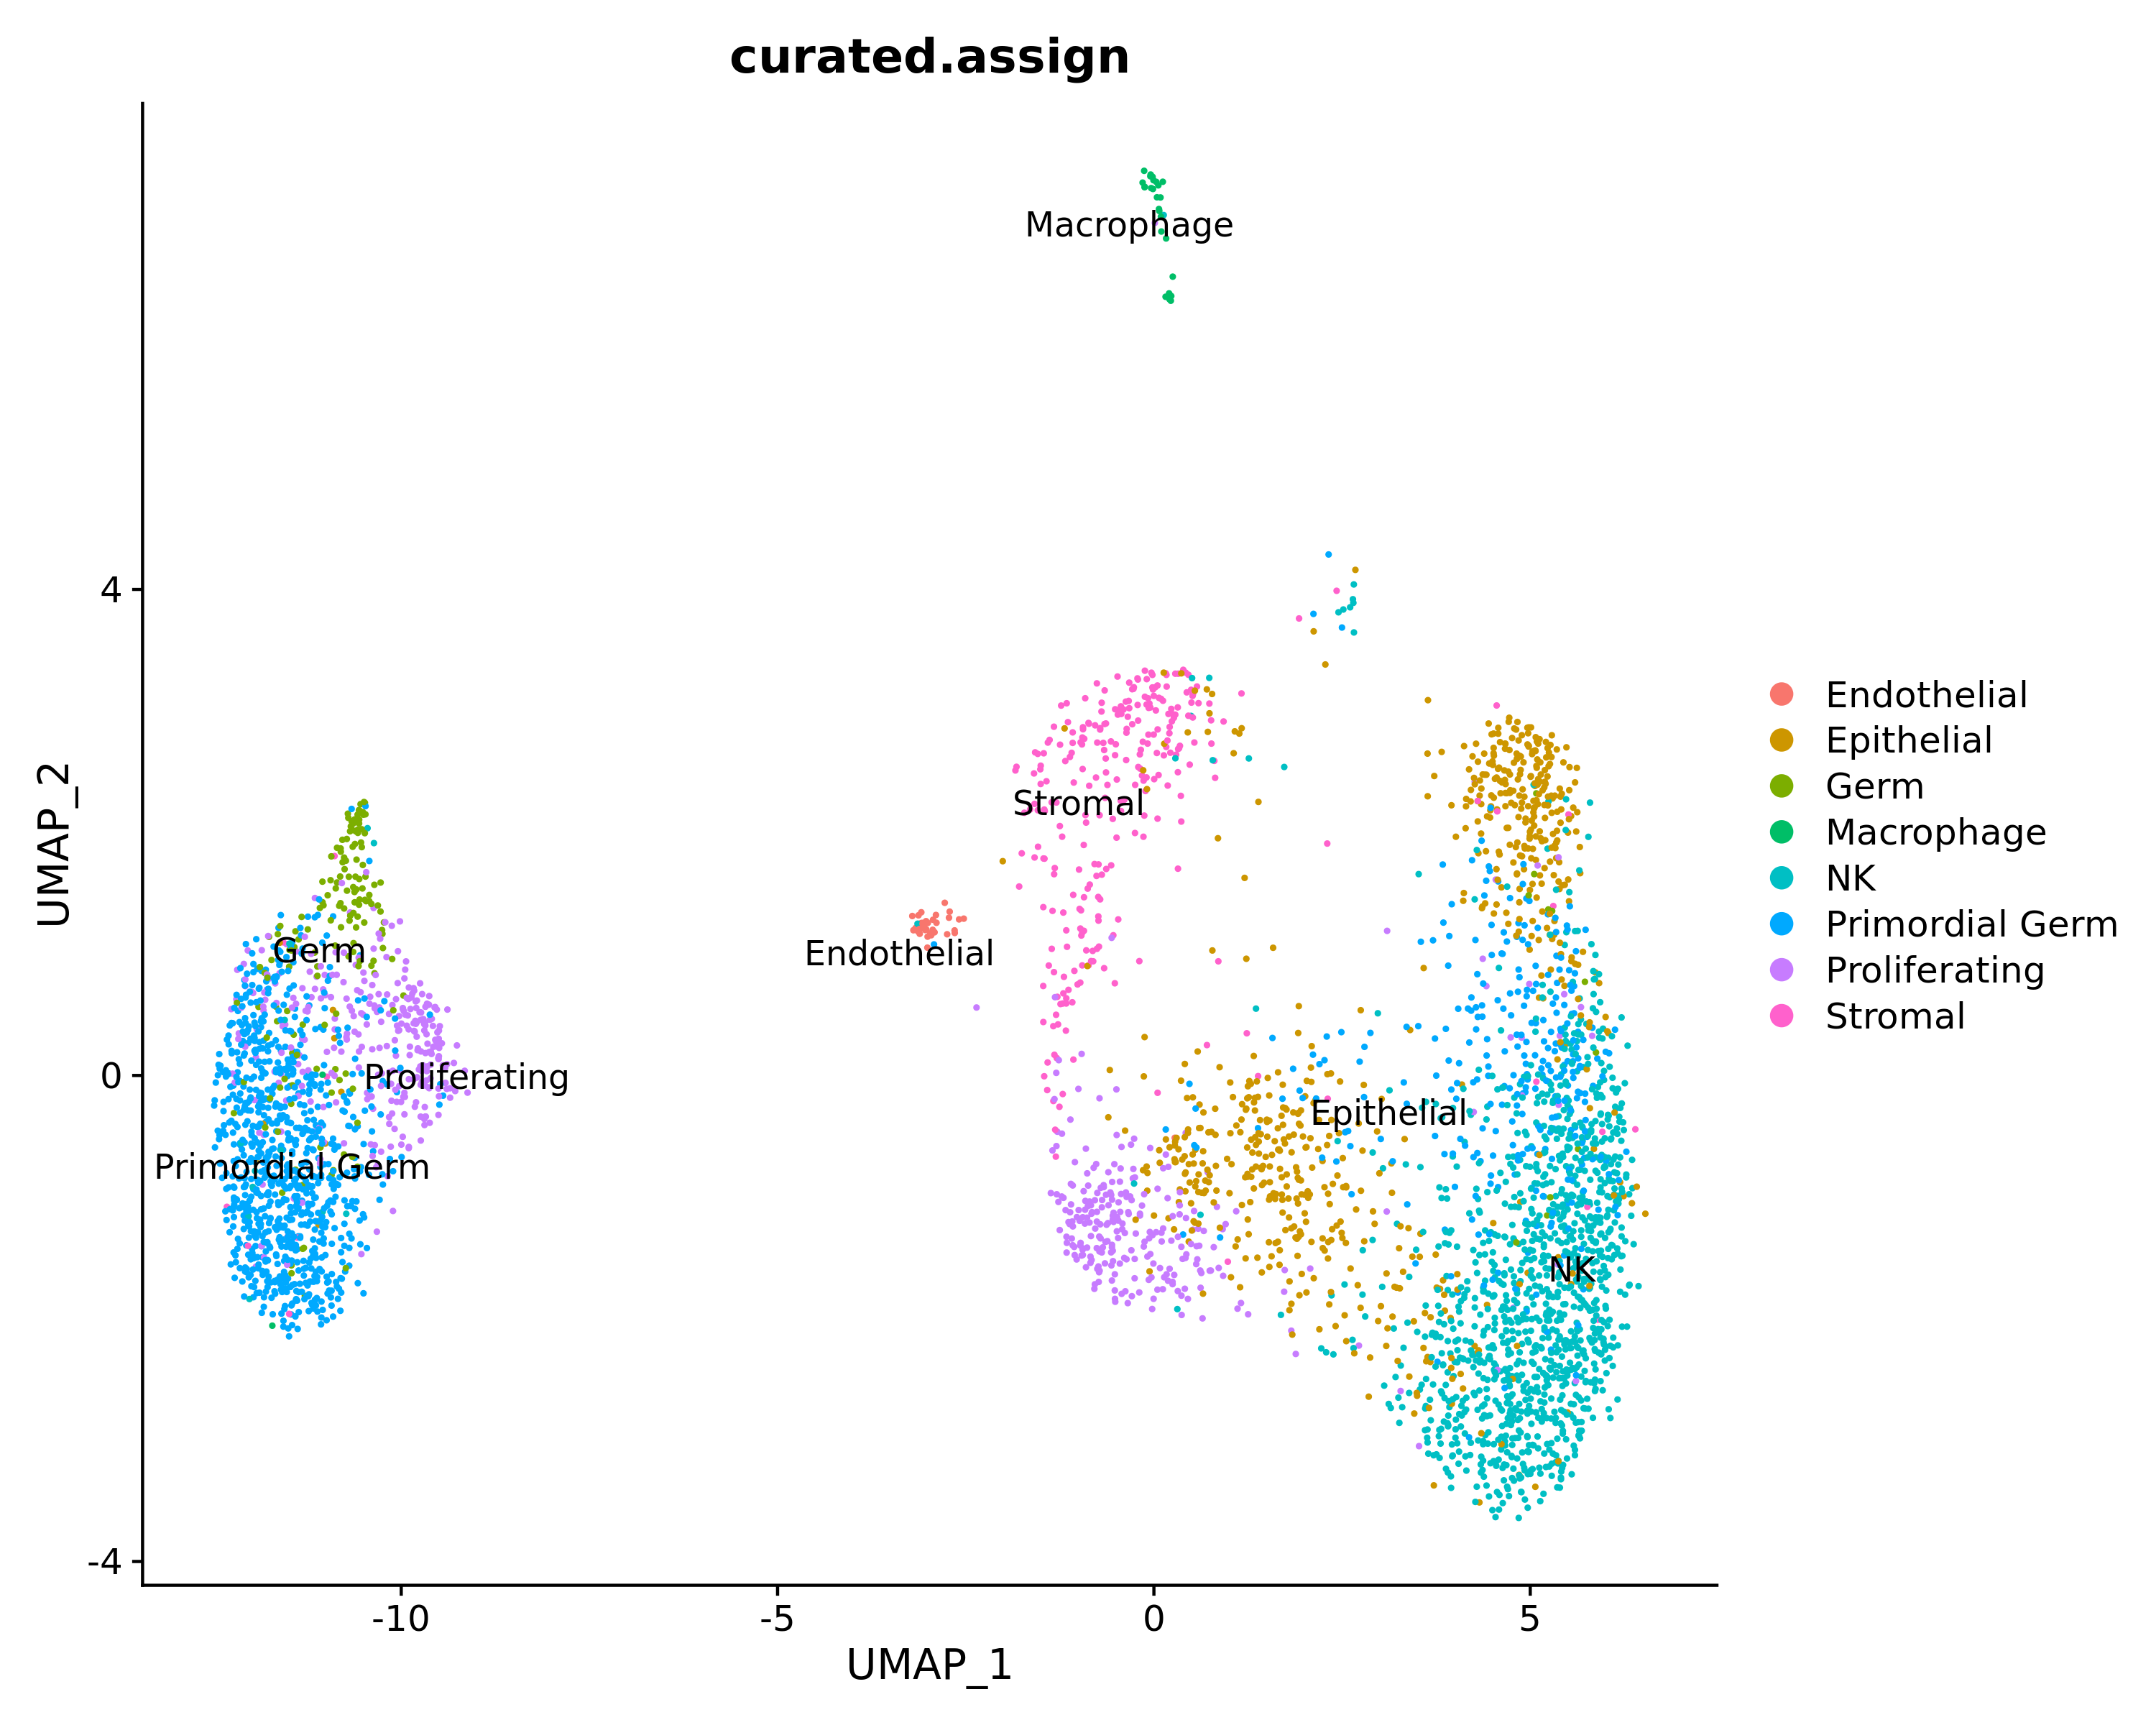 curated.assign
Macrophage
Stromal
Germ
Endothelial
Proliferating
Epithelial
Primordial Germ
NK
UMAP_2
4
0
-4
-10
-5
0
5
UMAP_1
Endothelial
Epithelial
Germ
Macrophage
NK
Primordial Germ
Proliferating
Stromal